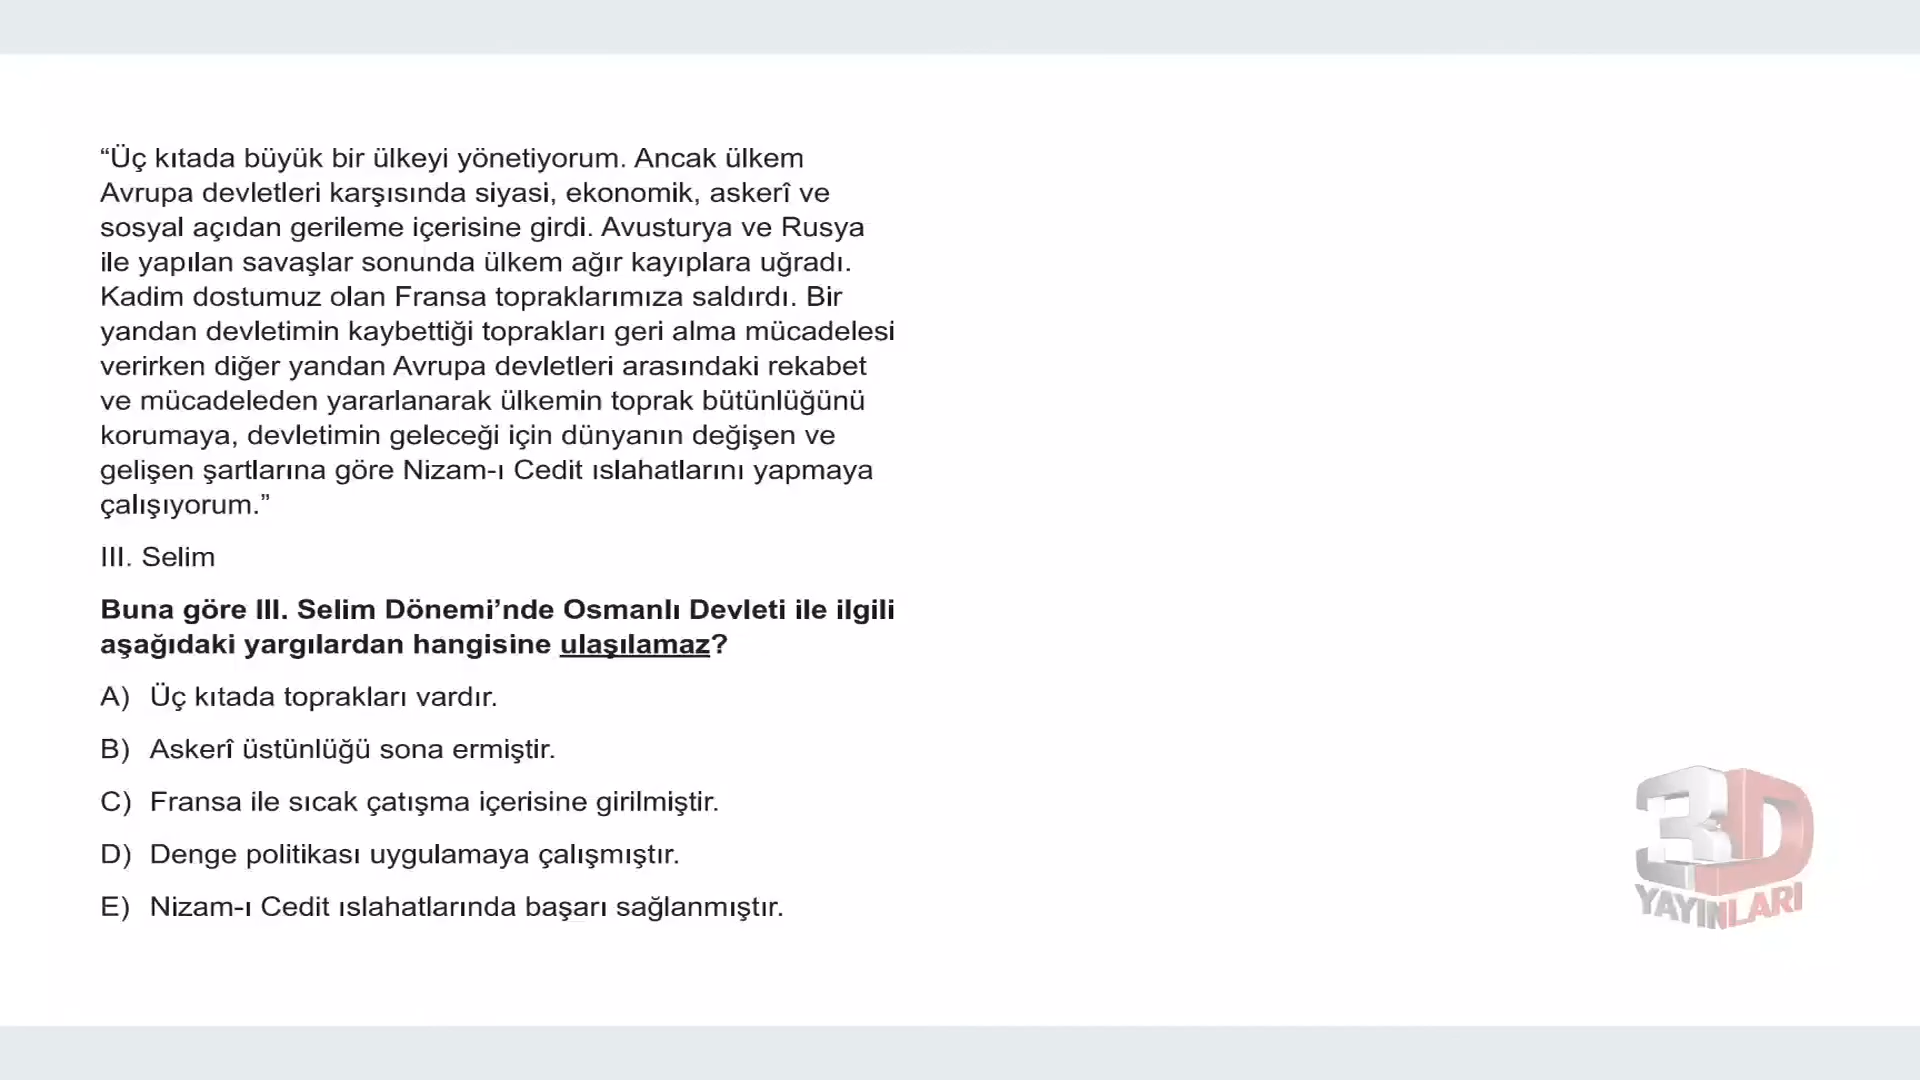 “Üç kıtada büyük bir ülkeyi yönetiyorum. Ancak ülkem
Avrupa devletleri karşısında siyasi, ekonomik, askerî ve
sosyal açıdan gerileme içerisine girdi. Avusturya ve Rusya
ile yapılan savaşlar sonunda ülkem ağır kayıplara uğradı.
Kadim dostumuz olan Fransa topraklarımıza saldırdı. Bir
yandan devletimin kaybettiği toprakları geri alma mücadelesi
verirken diğer yandan Avrupa devletleri arasındaki rekabet
ve mücadeleden yararlanarak ülkemin toprak bütünlüğünü
korumaya, devletimin geleceği için dünyanın değişen ve
gelişen şartlarına göre Nizam-ı Cedit ıslahatlarını yapmaya
çalışıyorum.”
III. Selim
Buna göre III. Selim Dönemi’nde Osmanlı Devleti ile ilgili
aşağıdaki yargılardan hangisine ulaşılamaz?
A) Üç kıtada toprakları vardır.
B) Askerî üstünlüğü sona ermiştir.
C) Fransa ile sıcak çatışma içerisine girilmiştir.
D) Denge politikası uygulamaya çalışmıştır.
E) Nizam-ı Cedit ıslahatlarında başarı sağlanmıştır.
3D
YAYINLARI